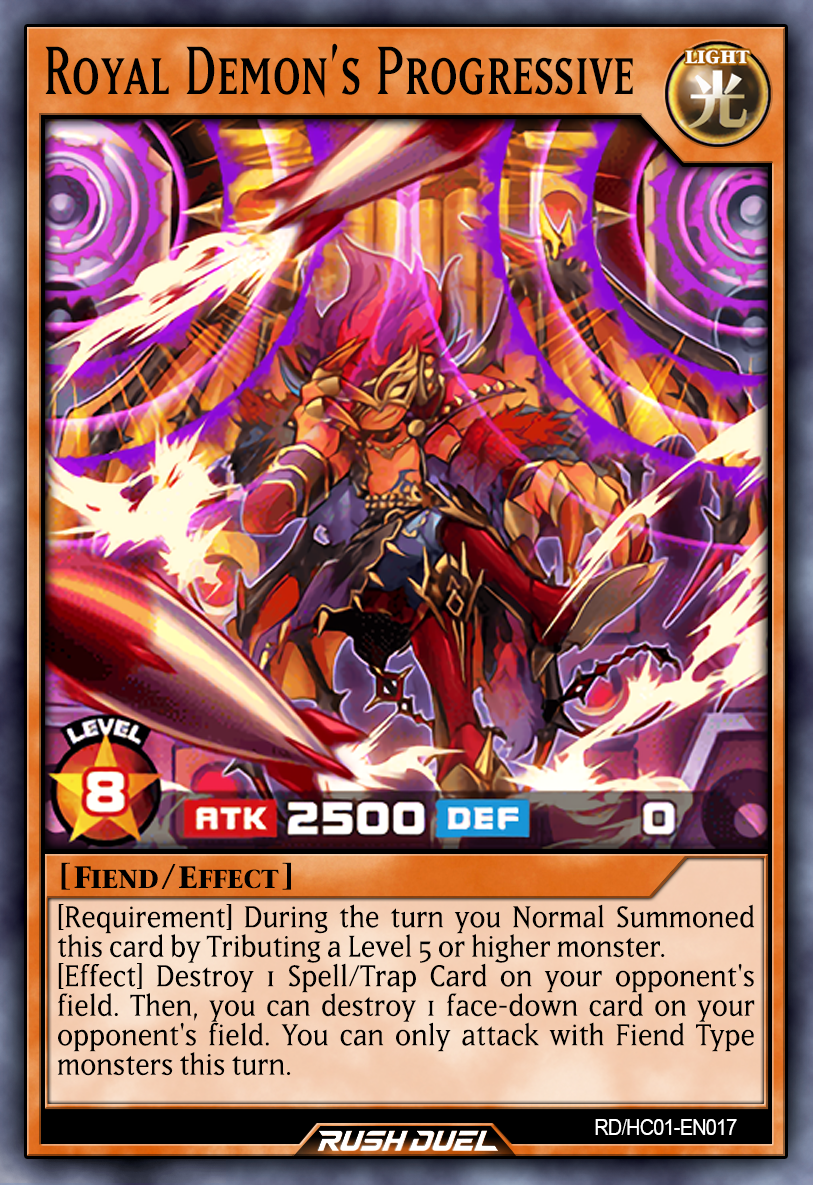 Royal Demon's Progressive
LIGHT
光
LEVEL
8
ATK 2500 DEF 0
[Fiend/Effect]
[Requirement] During the turn you Normal Summoned
this card by Tributing a Level 5 or higher monster.
[Effect] Destroy 1 Spell/Trap Card on your opponent's
field. Then, you can destroy 1 face-down card on your
opponent's field. You can only attack with Fiend Type
monsters this turn.
RD/HC01-EN017
RUSH DUEL